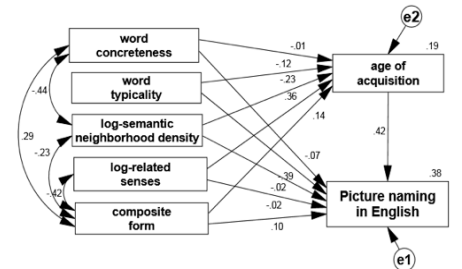 e2
word
concreteness
-.01
.19
age of
acquisition
-.12
word
typicality
-.23
-.44
.36
log-semantic
neighborhood density
.14
.29
.42
-.23
-.07
log-related
senses
-.39
.38
-.02
-.42
-.02
Picture naming
in English
composite
form
.10
e1